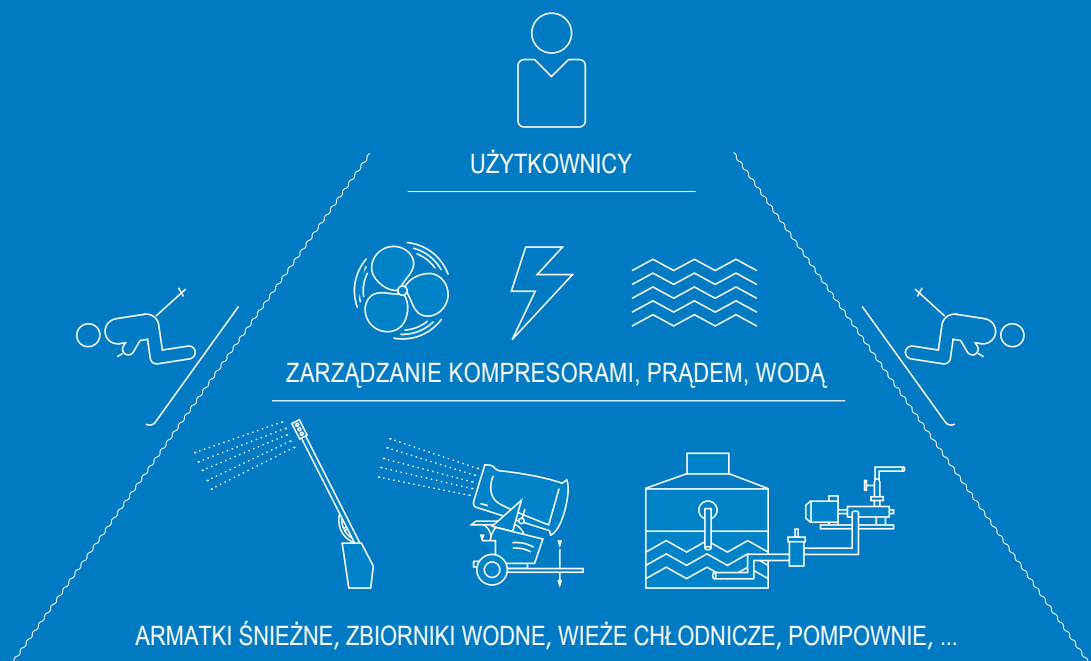 UŻYTKOWNICY
ZARZĄDZANIE KOMPRESORAMI, PRĄDEM, WODĄ
ARMATKI ŚNIEŻNE, ZBIORNIKI WODNE, WIEŻE CHŁODNICZE, POMPOWNIE, ...